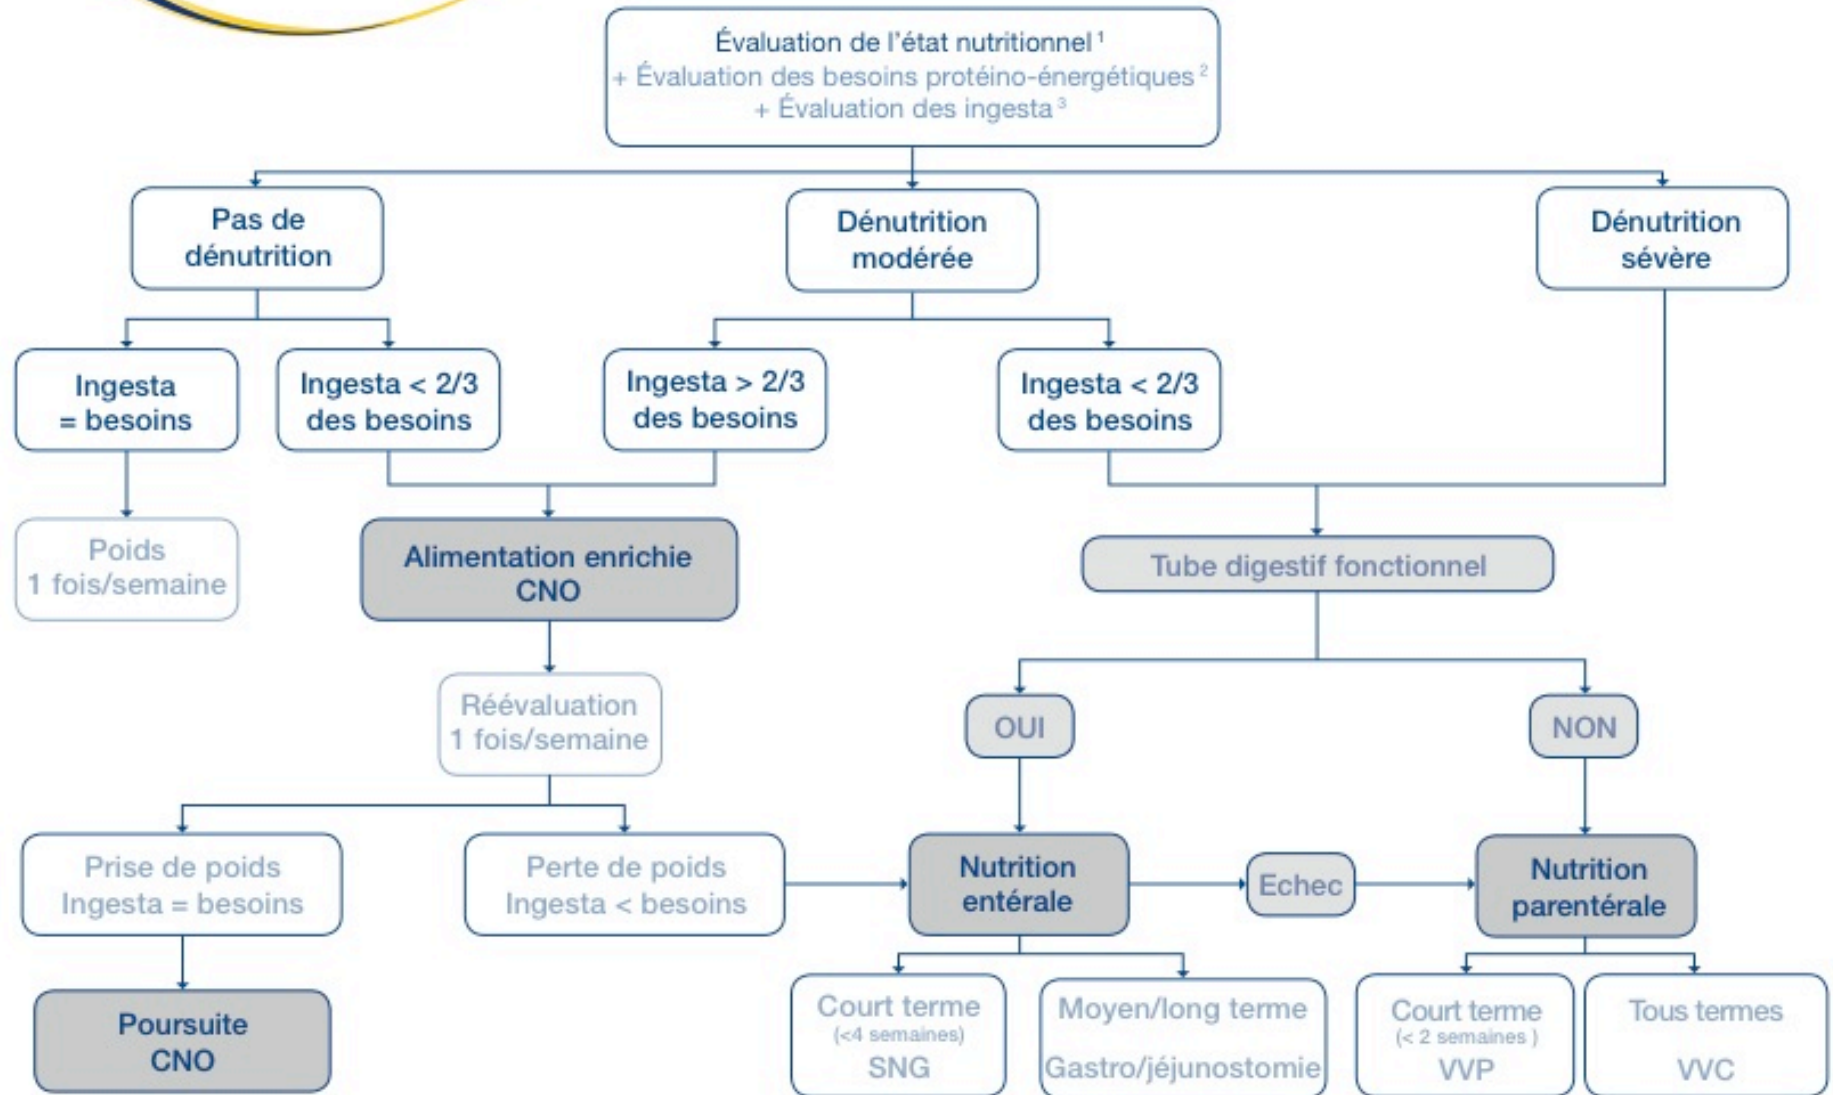 Évaluation de l'état nutritionnel 1
+ Évaluation des besoins protéino-énergétiques 2
+ Évaluation des ingesta 3
Pas de
dénutrition
Dénutrition
modérée
Dénutrition
sévère
Ingesta
= besoins
Ingesta < 2/3
des besoins
Ingesta > 2/3
des besoins
Ingesta < 2/3
des besoins
Poids
1 fois/semaine
Alimentation enrichie
CNO
Tube digestif fonctionnel
Réévaluation
1 fois/semaine
OUI
NON
Prise de poids
Ingesta = besoins
Perte de poids
Ingesta < besoins
Nutrition
entérale
Echec
Nutrition
parentérale
Poursuite
CNO
Court terme
(<4 semaines)
SNG
Moyen/long terme
Gastro/jéjunostomie
Court terme
(< 2 semaines )
VVP
Tous termes
VVC